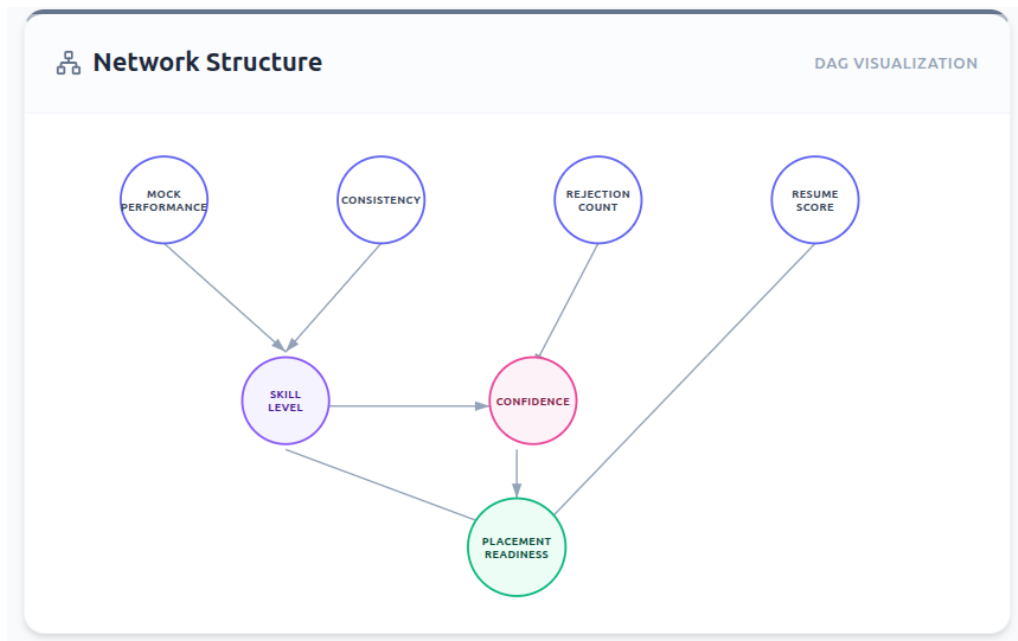 Network Structure
DAG VISUALIZATION
MOCK
PERFORMANCE
CONSISTENCY
REJECTION
COUNT
RESUME
SCORE
SKILL
LEVEL
CONFIDENCE
PLACEMENT
READINESS